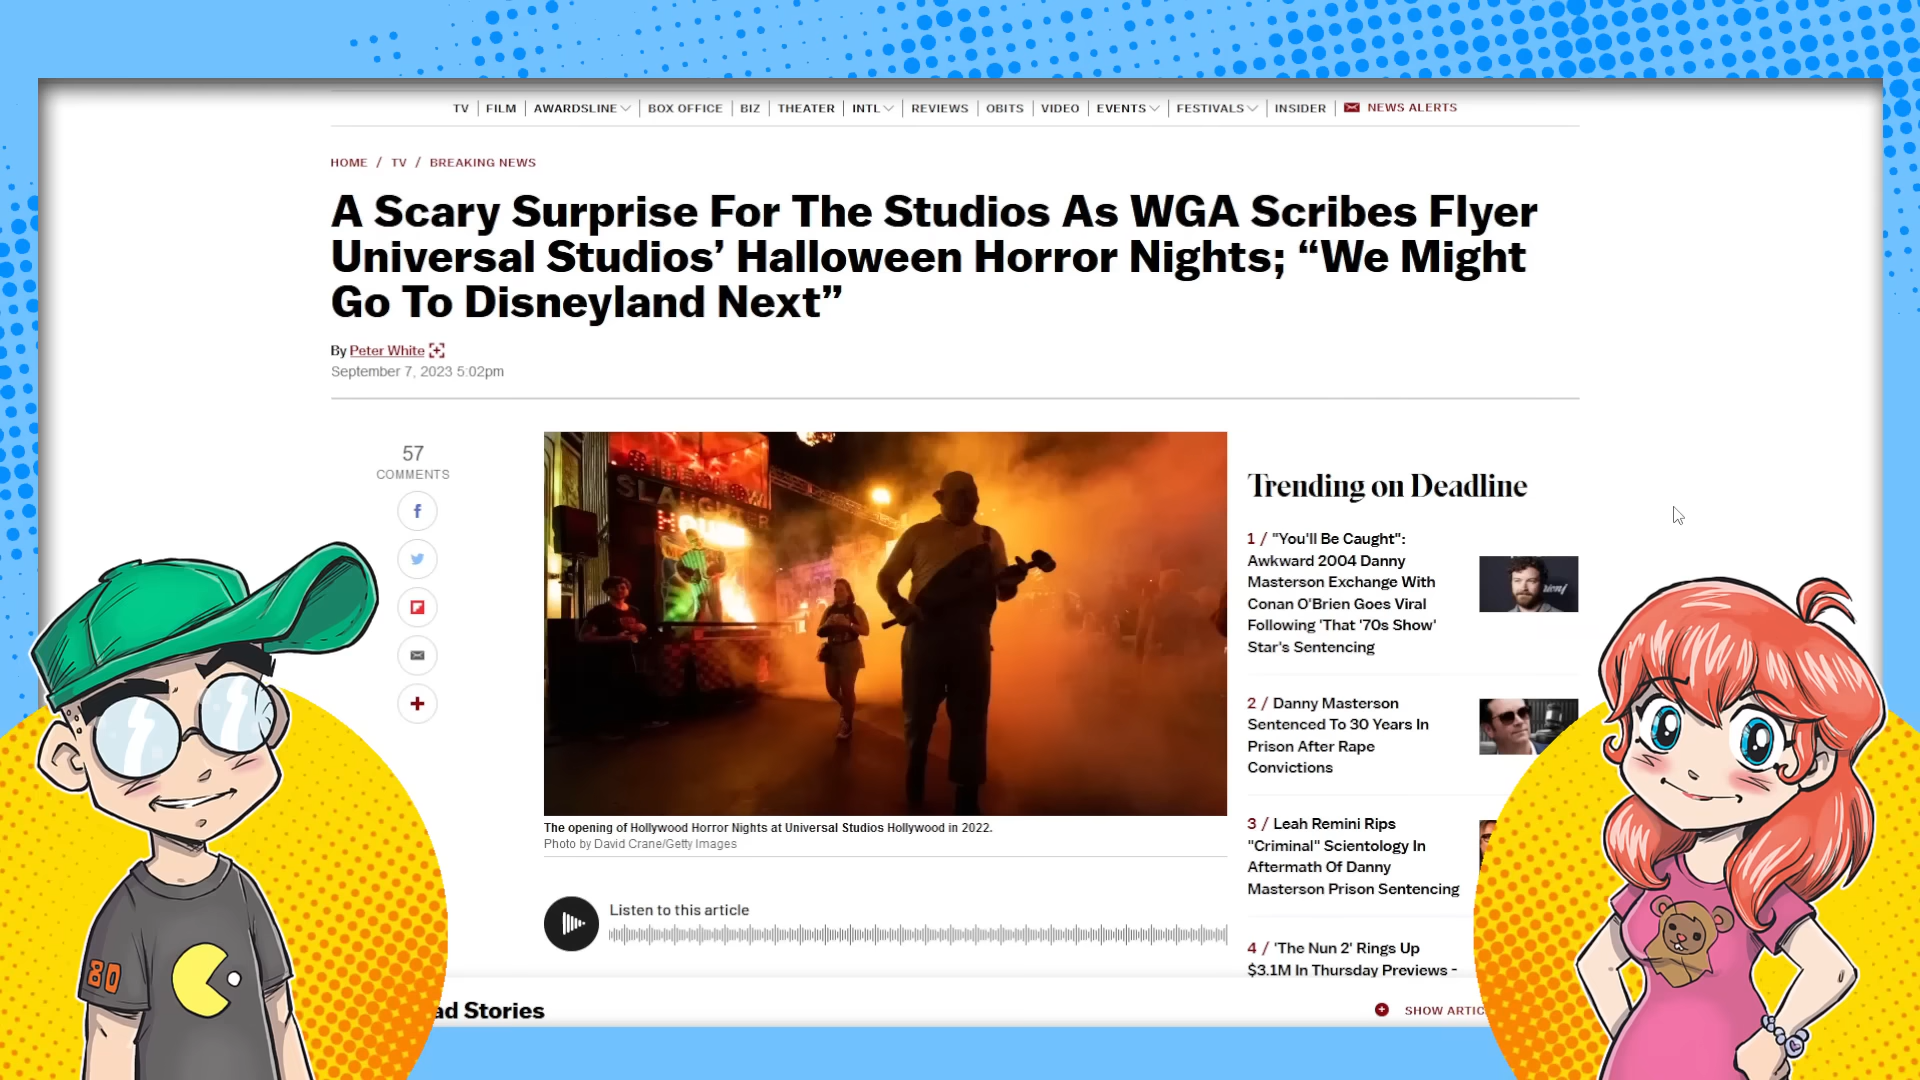 TV FILM AWARDSLINE BOX OFFICE BIZ THEATER INTL REVIEWS OBITS VIDEO EVENTS FESTIVALS INSIDER NEWS ALERTS
HOME / TV / BREAKING NEWS
A Scary Surprise For The Studios As WGA Scribes Flyer
Universal Studios’ Halloween Horror Nights; “We Might
Go To Disneyland Next”
By Peter White
September 7, 2023 5:02pm
57
COMMENTS
SLAUGHTER
HOUSE
The opening of Hollywood Horror Nights at Universal Studios Hollywood in 2022.
Photo by David Crane/Getty Images
Listen to this article
Trending on Deadline
1 / "You'll Be Caught":
Awkward 2004 Danny
Masterson Exchange With
Conan O'Brien Goes Viral
Following 'That '70s Show'
Star's Sentencing
2 / Danny Masterson
Sentenced To 30 Years In
Prison After Rape
Convictions
3 / Leah Remini Rips
"Criminal" Scientology In
Aftermath Of Danny
Masterson Prison Sentencing
4 / 'The Nun 2' Rings Up
$3.1M In Thursday Previews -
ad Stories
SHOW ARTIC
80